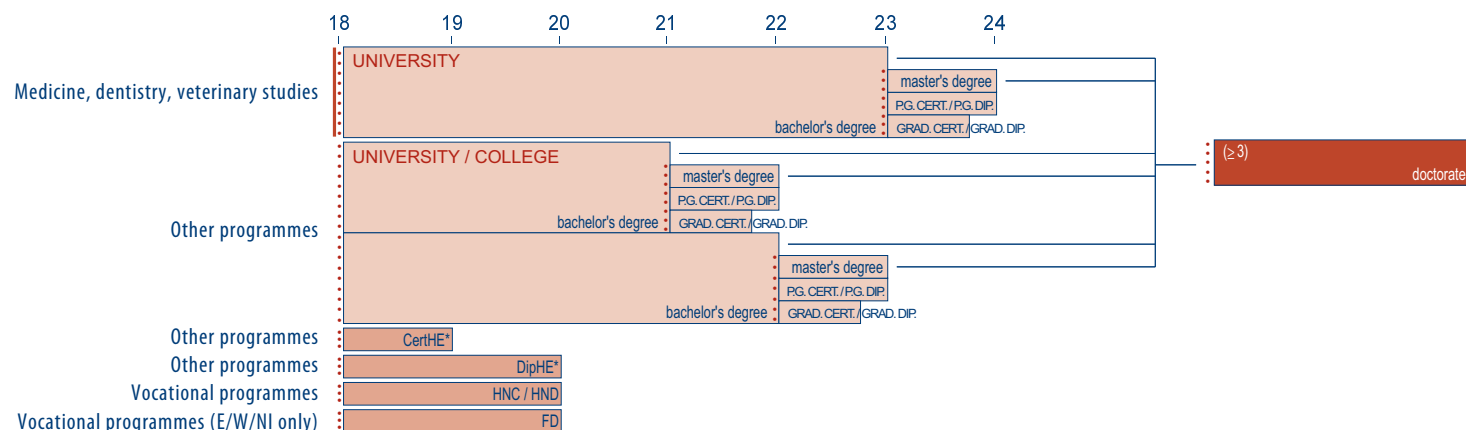 18 19 20 21 22 23 24
UNIVERSITY
Medicine, dentistry, veterinary studies
master's degree
P.G. CERT. / P.G. DIP.
bachelor's degree
GRAD. CERT. /GRAD. DIP.
UNIVERSITY / COLLEGE
(≥ 3)
doctorate
master's degree
P.G. CERT. / P.G. DIP.
bachelor's degree
GRAD. CERT. /GRAD. DIP.
Other programmes
master's degree
P.G. CERT. / P.G. DIP.
bachelor's degree
GRAD. CERT. /GRAD. DIP.
Other programmes
CertHE*
Other programmes
DipHE*
Vocational programmes
HNC / HND
Vocational programmes (E/W/NI only)
FD